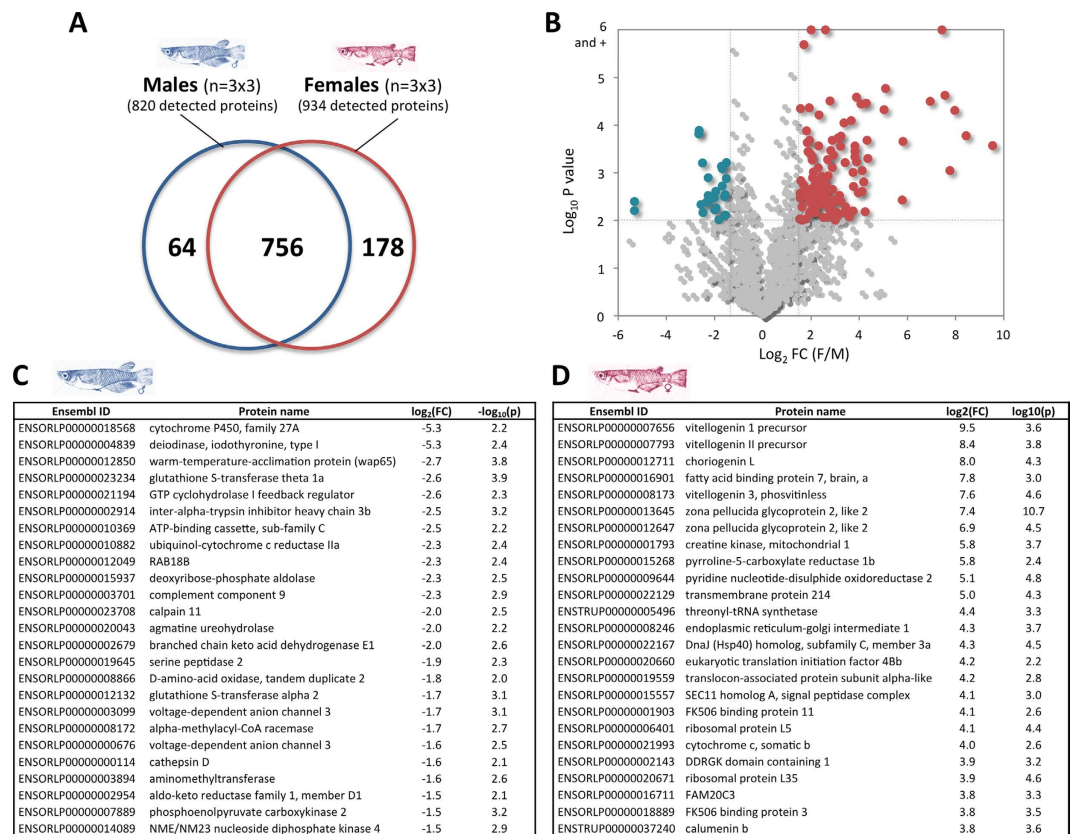 A
Males (n=3x3)
(820 detected proteins)
Females (n=3x3)
(934 detected proteins)
64
756
178
B
6
and +
5
4
3
2
1
0
Log10 P value
-6
-4
-2
0
2
4
6
8
10
Log2 FC (F/M)
C
Ensembl ID Protein name log2(FC) -log10(p)
ENSORLP00000018568 cytochrome P450, family 27A -5.3 2.2
ENSORLP00000004839 deiodinase, iodothyronine, type I -5.3 2.4
ENSORLP00000012850 warm-temperature-acclimation protein (wap65) -2.7 3.8
ENSORLP00000023234 glutathione S-transferase theta 1a -2.6 3.9
ENSORLP00000021194 GTP cyclohydrolase I feedback regulator -2.6 2.3
ENSORLP00000002914 inter-alpha-trypsin inhibitor heavy chain 3b -2.5 3.2
ENSORLP00000010369 ATP-binding cassette, sub-family C -2.5 2.2
ENSORLP00000010882 ubiquinol-cytochrome c reductase IIa -2.3 2.4
ENSORLP00000012049 RAB18B -2.3 2.4
ENSORLP00000015937 deoxyribose-phosphate aldolase -2.3 2.5
ENSORLP00000003701 complement component 9 -2.3 2.9
ENSORLP00000023708 calpain 11 -2.0 2.5
ENSORLP00000020043 agmatine ureohydrolase -2.0 2.2
ENSORLP00000002679 branched chain keto acid dehydrogenase E1 -2.0 2.6
ENSORLP00000019645 serine peptidase 2 -1.9 2.3
ENSORLP00000008866 D-amino-acid oxidase, tandem duplicate 2 -1.8 2.0
ENSORLP00000012132 glutathione S-transferase alpha 2 -1.7 3.1
ENSORLP00000003099 voltage-dependent anion channel 3 -1.7 3.1
ENSORLP00000008172 alpha-methylacyl-CoA racemase -1.7 2.7
ENSORLP00000000676 voltage-dependent anion channel 3 -1.6 2.5
ENSORLP00000000114 cathepsin D -1.6 2.1
ENSORLP00000003894 aminomethyltransferase -1.6 2.6
ENSORLP00000002954 aldo-keto reductase family 1, member D1 -1.5 2.1
ENSORLP00000007889 phosphoenolpyruvate carboxykinase 2 -1.5 3.2
ENSORLP00000014089 NME/NM23 nucleoside diphosphate kinase 4 -1.5 2.9
D
Ensembl ID Protein name log2(FC) log10(p)
ENSORLP00000007656 vitellogenin 1 precursor 9.5 3.6
ENSORLP00000007793 vitellogenin II precursor 8.4 3.8
ENSORLP00000012711 choriogenin L 8.0 4.3
ENSORLP00000016901 fatty acid binding protein 7, brain, a 7.8 3.0
ENSORLP00000008173 vitellogenin 3, phosvitinless 7.6 4.6
ENSORLP00000013645 zona pellucida glycoprotein 2, like 2 7.4 10.7
ENSORLP00000012647 zona pellucida glycoprotein 2, like 2 6.9 4.5
ENSORLP00000001793 creatine kinase, mitochondrial 1 5.8 3.7
ENSORLP00000015268 pyrroline-5-carboxylate reductase 1b 5.8 2.4
ENSORLP00000009644 pyridine nucleotide-disulphide oxidoreductase 2 5.1 4.8
ENSORLP00000022129 transmembrane protein 214 5.0 4.3
ENSTRUP00000005496 threonyl-tRNA synthetase 4.4 3.3
ENSORLP00000008246 endoplasmic reticulum-golgi intermediate 1 4.3 3.7
ENSORLP00000022167 DnaJ (Hsp40) homolog, subfamily C, member 3a 4.3 4.5
ENSORLP00000020660 eukaryotic translation initiation factor 4Bb 4.2 2.2
ENSORLP00000019559 translocon-associated protein subunit alpha-like 4.2 2.8
ENSORLP00000015557 SEC11 homolog A, signal peptidase complex 4.1 3.0
ENSORLP00000001903 FK506 binding protein 11 4.1 2.6
ENSORLP00000006401 ribosomal protein L5 4.1 4.4
ENSORLP00000021993 cytochrome c, somatic b 4.0 2.6
ENSORLP00000002143 DDRGK domain containing 1 3.9 3.2
ENSORLP00000020671 ribosomal protein L35 3.9 4.6
ENSORLP00000016711 FAM20C3 3.8 3.3
ENSORLP00000018889 FK506 binding protein 3 3.8 3.5
ENSTRUP00000037240 calumenin b 3.8 3.6